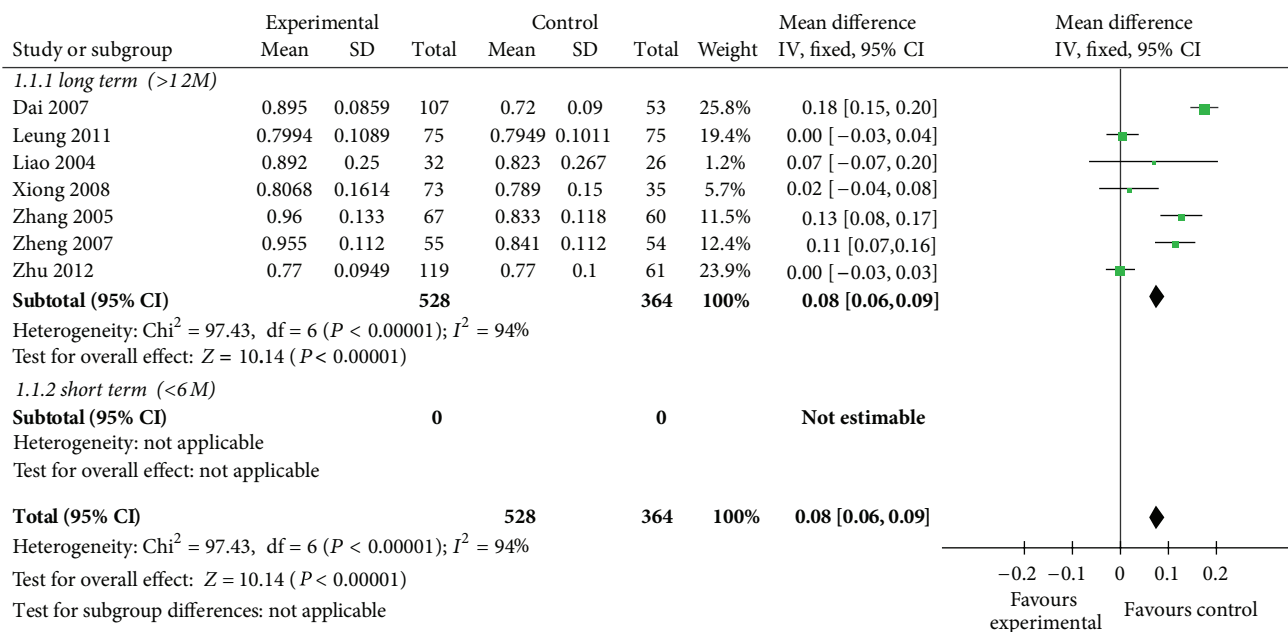 Experimental Control Mean difference Mean difference
Study or subgroup Mean SD Total Mean SD Total Weight IV, fixed, 95% CI IV, fixed, 95% CI
1.1.1 long term (>12M)
Dai 2007 0.895 0.0859 107 0.72 0.09 53 25.8% 0.18 [0.15, 0.20]
Leung 2011 0.7994 0.1089 75 0.7949 0.1011 75 19.4% 0.00 [−0.03, 0.04]
Liao 2004 0.892 0.25 32 0.823 0.267 26 1.2% 0.07 [−0.07, 0.20]
Xiong 2008 0.8068 0.1614 73 0.789 0.15 35 5.7% 0.02 [−0.04, 0.08]
Zhang 2005 0.96 0.133 67 0.833 0.118 60 11.5% 0.13 [0.08, 0.17]
Zheng 2007 0.955 0.112 55 0.841 0.112 54 12.4% 0.11 [0.07,0.16]
Zhu 2012 0.77 0.0949 119 0.77 0.1 61 23.9% 0.00 [−0.03, 0.03]
Subtotal (95% CI) 528 364 100% 0.08 [0.06,0.09]
Heterogeneity: Chi² = 97.43, df = 6 (P < 0.00001); I² = 94%
Test for overall effect: Z = 10.14 (P < 0.00001)
1.1.2 short term (<6M)
Subtotal (95% CI) 0 0 Not estimable
Heterogeneity: not applicable
Test for overall effect: not applicable
Total (95% CI) 528 364 100% 0.08 [0.06, 0.09]
Heterogeneity: Chi² = 97.43, df = 6 (P < 0.00001); I² = 94%
Test for overall effect: Z = 10.14 (P < 0.00001)
Test for subgroup differences: not applicable
−0.2 −0.1 0 0.1 0.2
Favours experimental Favours control